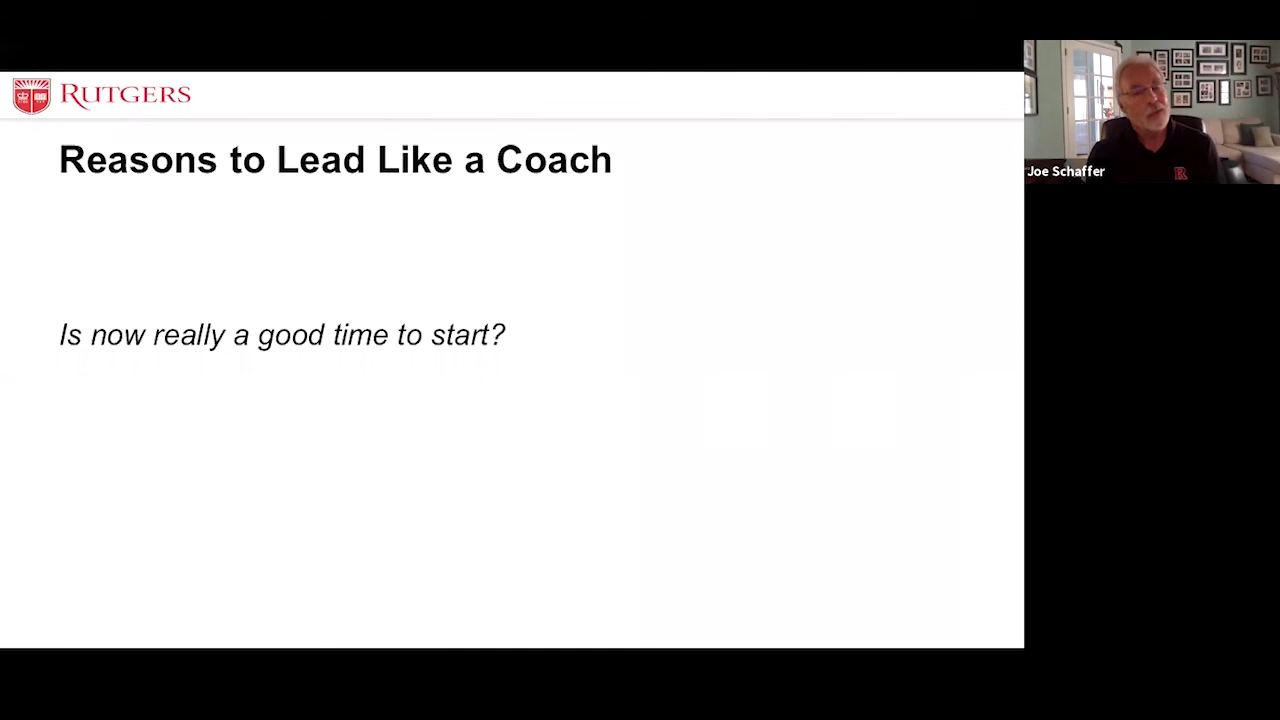 RUTGERS
Reasons to Lead Like a Coach
Is now really a good time to start?
Joe Schaffer
R